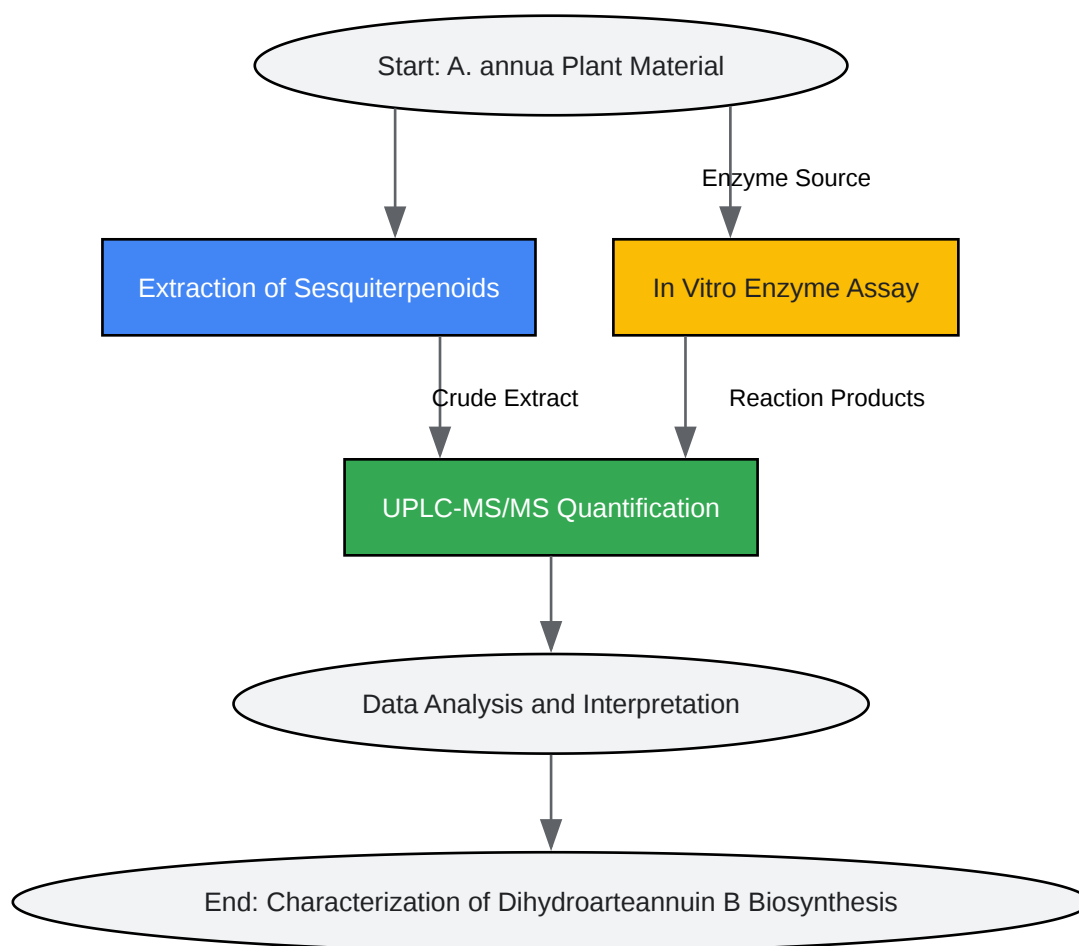 Start: A. annua Plant Material
Enzyme Source
Extraction of Sesquiterpenoids
In Vitro Enzyme Assay
Crude Extract
Reaction Products
UPLC-MS/MS Quantification
Data Analysis and Interpretation
End: Characterization of Dihydroarteannuin B Biosynthesis